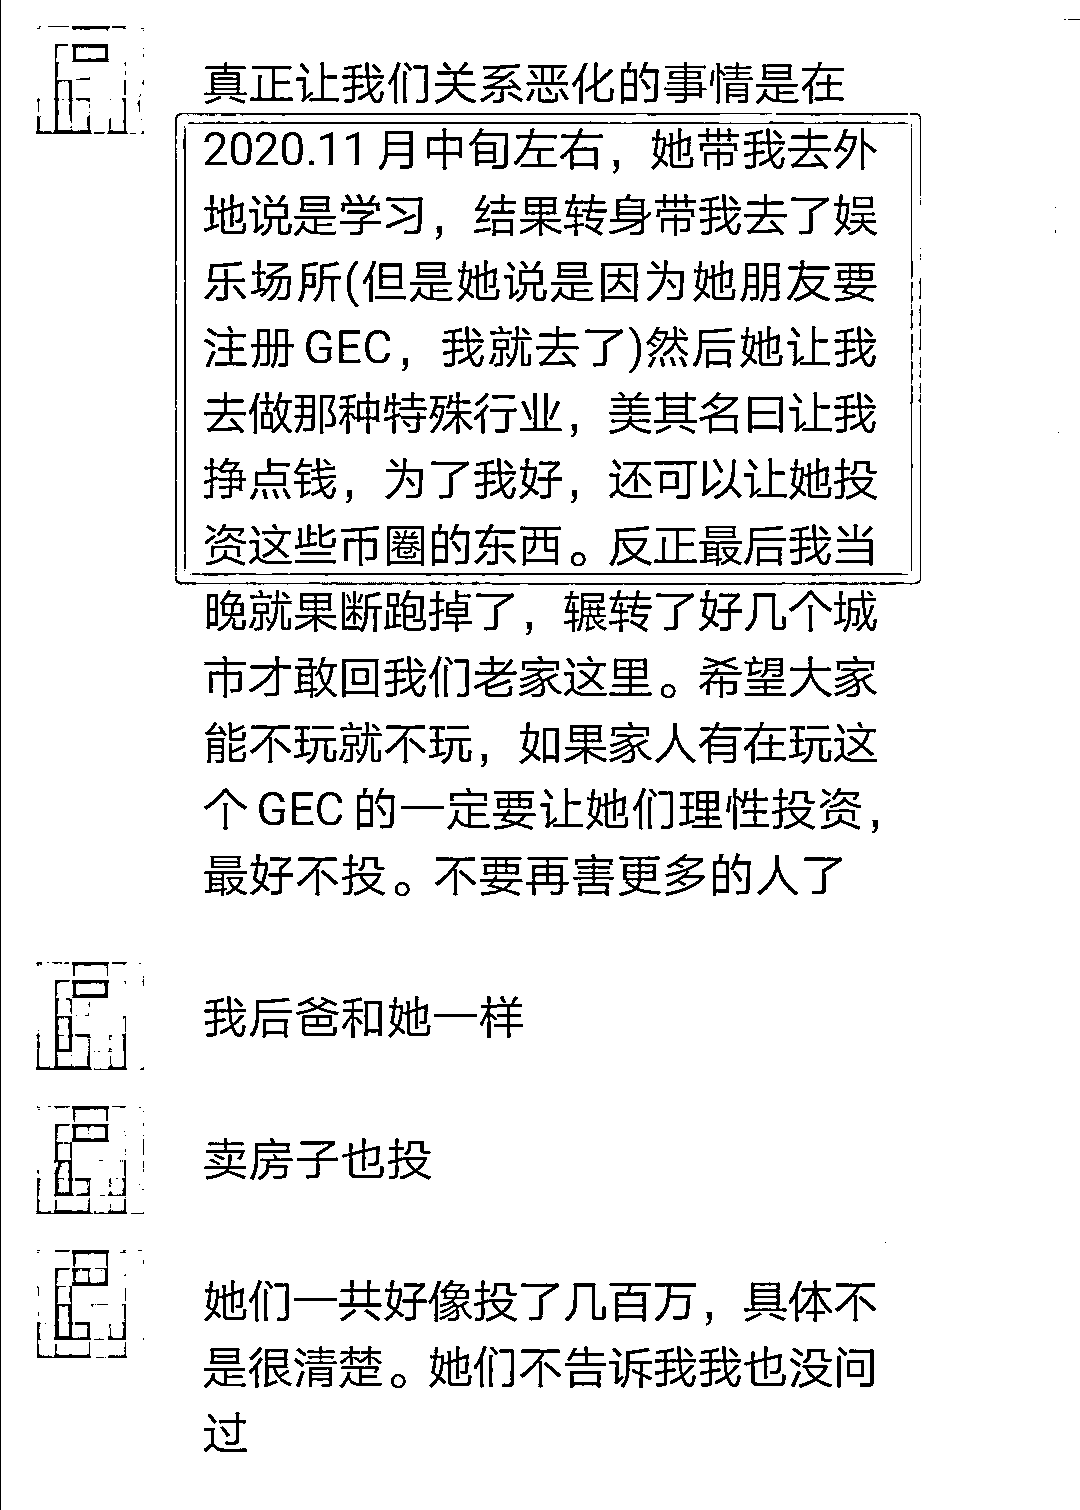 真正让我们关系恶化的事情是在
2020.11月中旬左右，她带我去外
地说是学习，结果转身带我去了娱
乐场所(但是她说是因为她朋友要
注册GEC，我就去了)然后她让我
去做那种特殊行业，美其名曰让我
挣点钱，为了我好，还可以让她投
资这些币圈的东西。反正最后我当
晚就果断跑掉了，辗转了好几个城
市才敢回我们老家这里。希望大家
能不玩就不玩，如果家人有在玩这
个GEC的一定要让她们理性投资，
最好不投。不要再害更多的人了
我后爸和她一样
卖房子也投
她们一共好像投了几百万，具体不
是很清楚。她们不告诉我我也没问
过